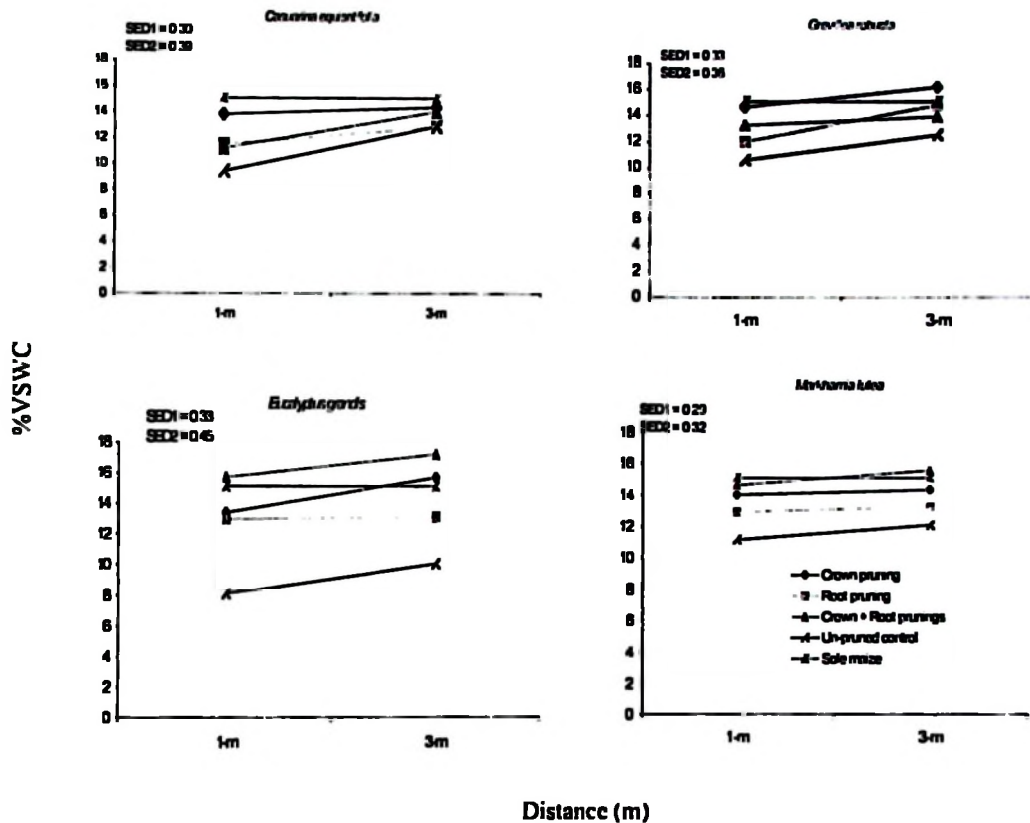 SED1 = 0.30
SED2 = 0.39
18
16
14
12
10
8
6
4
2
0
1-m
3-m
SED1 = 0.33
SED2 = 0.36
18
16
14
12
10
8
6
4
2
0
1-m
3-m
%VSWC
SED1 = 0.33
SED2 = 0.45
18
16
14
12
10
8
6
4
2
0
1-m
3-m
Markhamia lutea
SED1 = 0.29
SED2 = 0.32
18
16
14
12
10
8
6
4
2
0
1-m
3-m
Crown pruning
Root pruning
Crown + Root prunings
Un-pruned control
Sole maize
Distance (m)